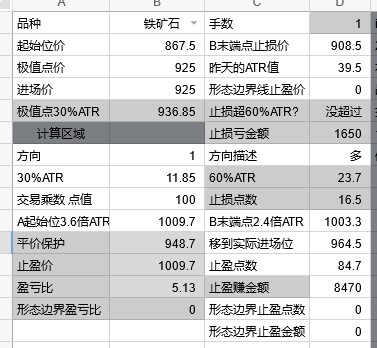 A B C D
品种 铁矿石 手数 1
起始位价 867.5 B末端点止损价 908.5
极值点价 925 昨天的ATR值 39.5
进场价 925 形态边界线止盈价 0
极值点30%ATR 936.85 止损超60%ATR? 没超过
计算区域 止损亏金额 1650
方向 1 方向描述 多
30%ATR 11.85 60%ATR 23.7
交易乘数 点值 100 止损点数 16.5
A起始位3.6倍ATR 1009.7 B末端点2.4倍ATR 1003.3
平价保护 948.7 移到实际进场位 964.5
止盈价 1009.7 止盈点数 84.7
盈亏比 5.13 止盈赚金额 8470
形态边界盈亏比 0 形态边界止盈点数 0
形态边界止盈金额 0